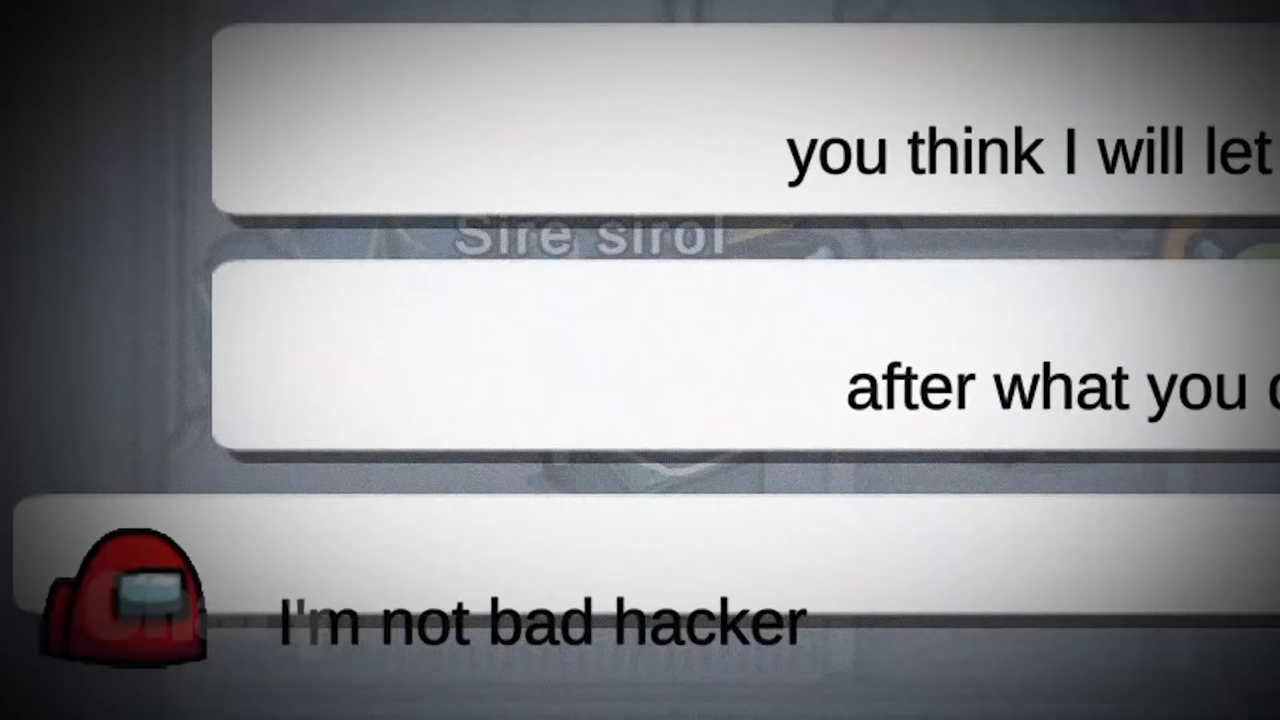 you think I will let
Sire sirol
after what you
I'm not bad hacker